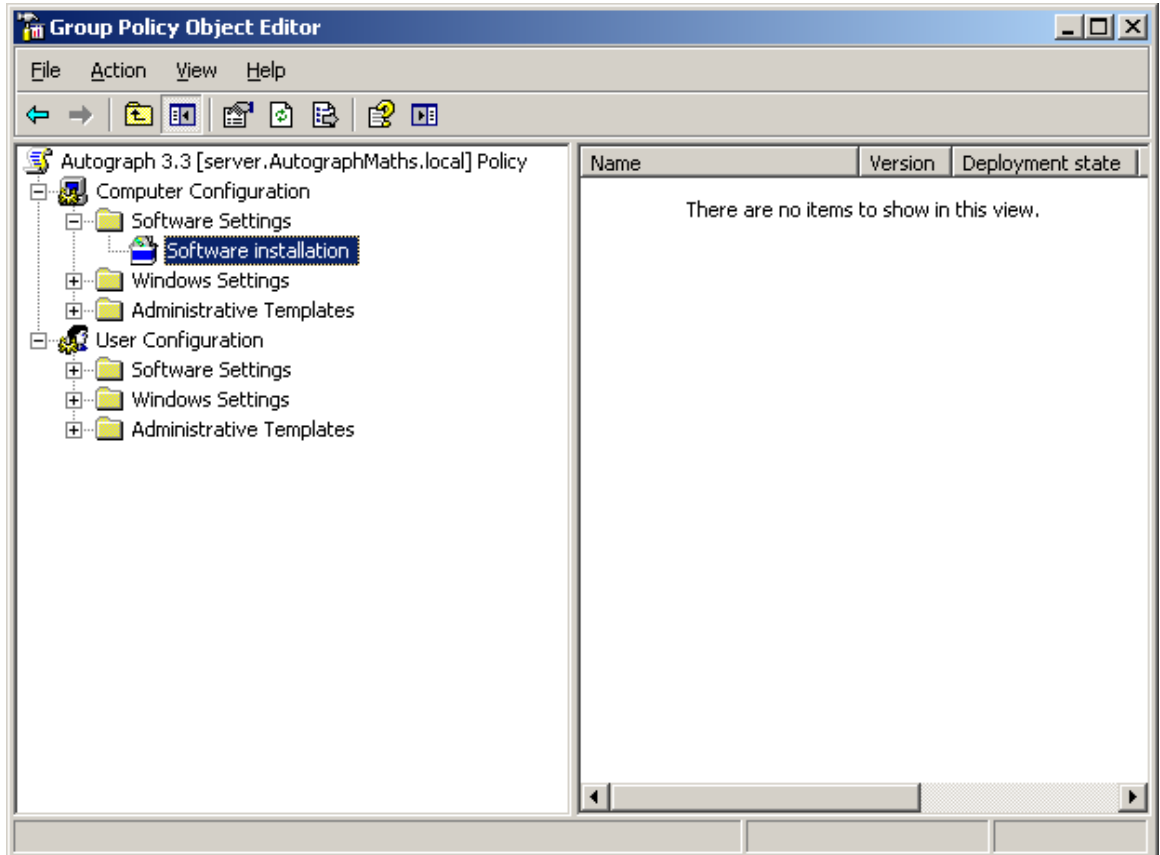 Group Policy Object Editor
File Action View Help
Autograph 3.3 [server.AutographMaths.local] Policy
Computer Configuration
Software Settings
Software installation
Windows Settings
Administrative Templates
User Configuration
Software Settings
Windows Settings
Administrative Templates
Name Version Deployment state
There are no items to show in this view.